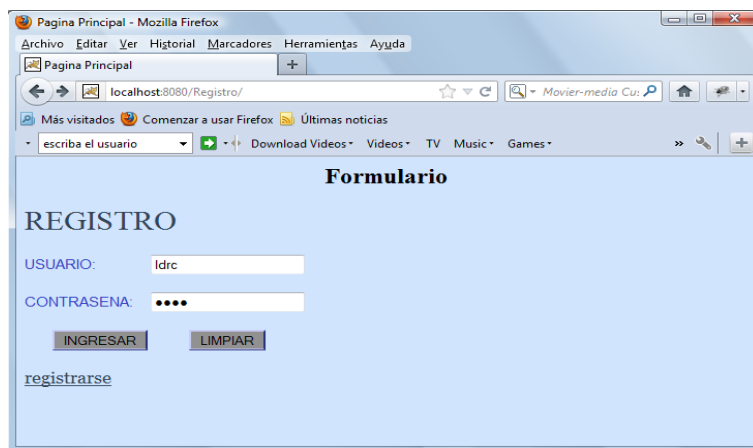 Pagina Principal - Mozilla Firefox
Archivo Editar Ver Historial Marcadores Herramientas Ayuda
Pagina Principal
localhost:8080/Registro/
Movier-media Cu:
Más visitados Comenzar a usar Firefox Últimas noticias
escriba el usuario Download Videos Videos TV Music Games »
Formulario
REGISTRO
USUARIO: ldrc
CONTRASENA: ••••
INGRESAR LIMPIAR
registrarse